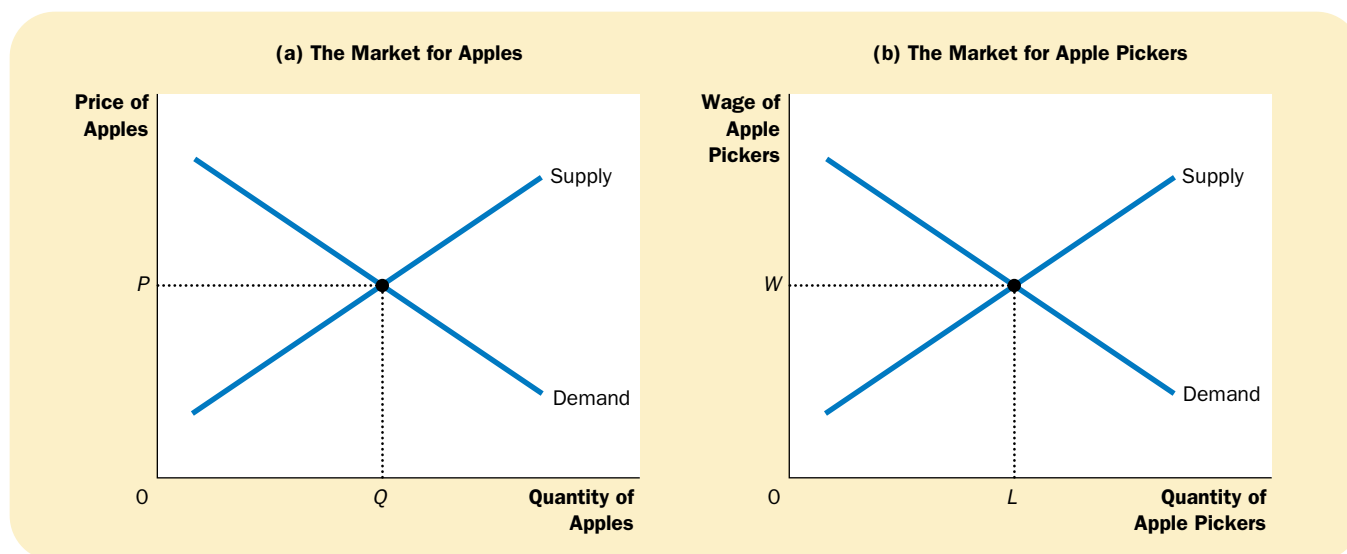 (a) The Market for Apples
Price of
Apples
Supply
P
Demand
0
Q
Quantity of
Apples
(b) The Market for Apple Pickers
Wage of
Apple
Pickers
Supply
W
Demand
0
L
Quantity of
Apple Pickers